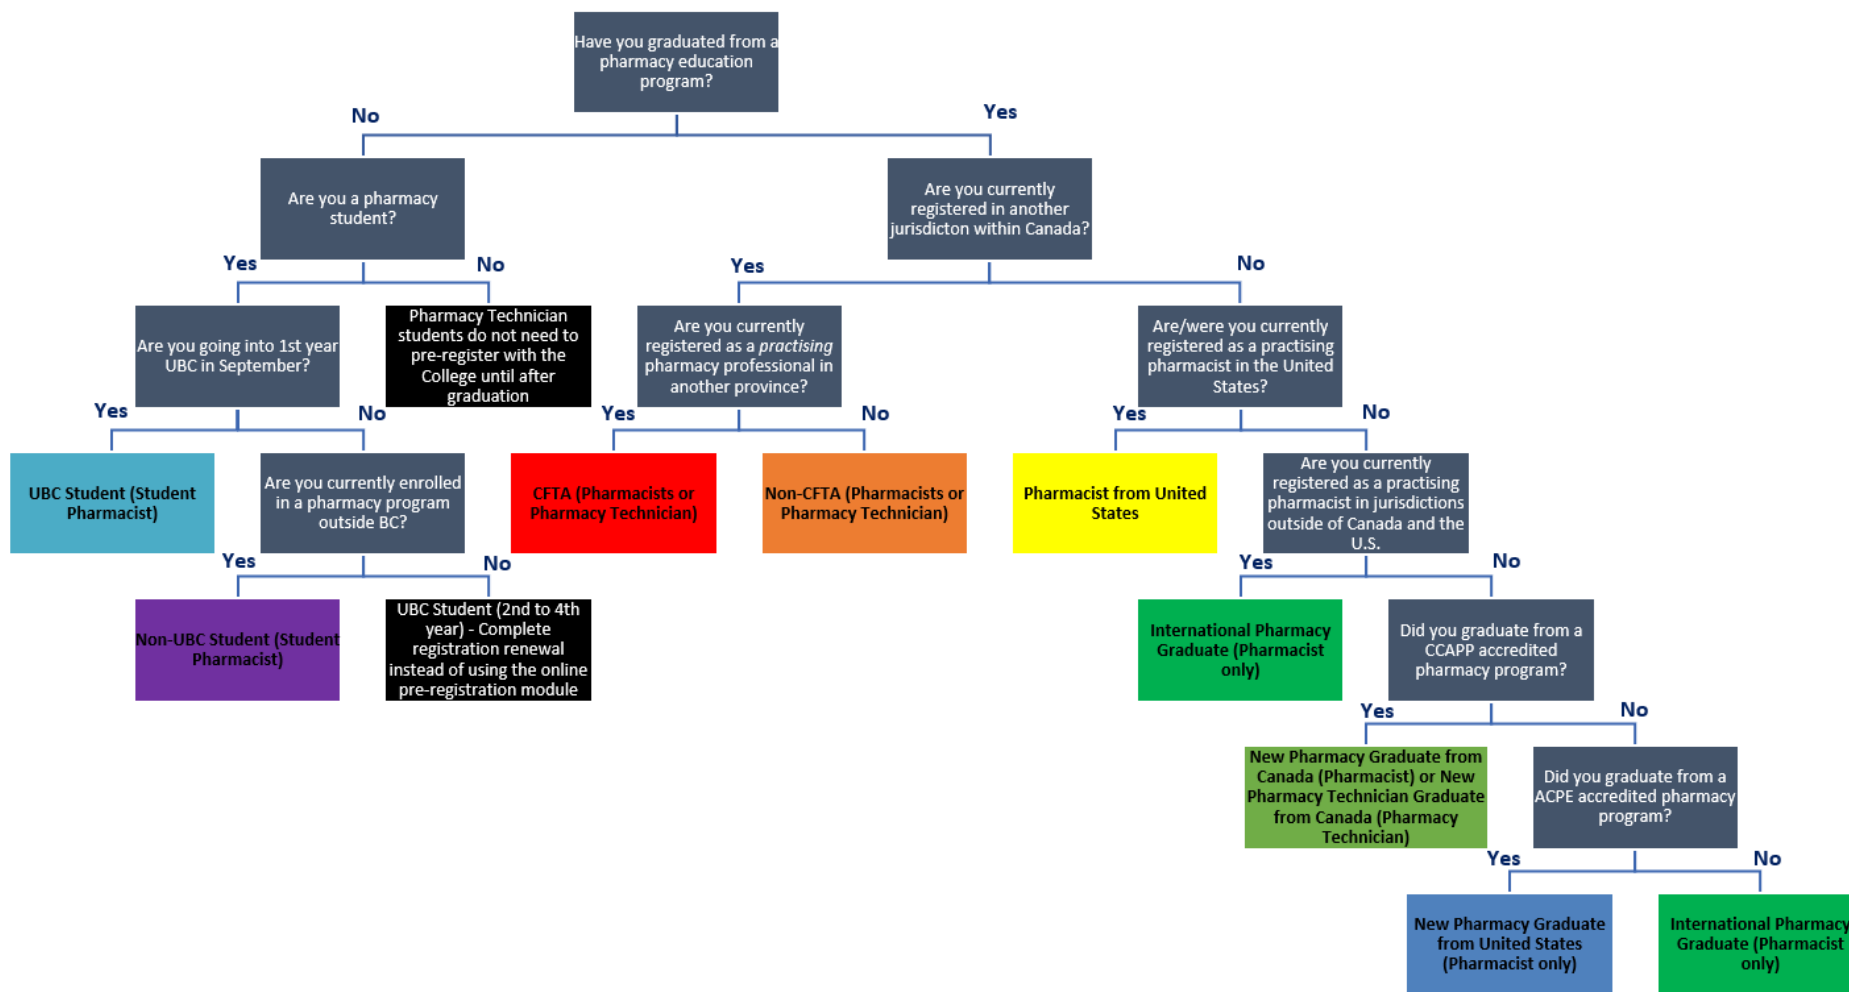 Have you graduated from a
pharmacy education
program?
No
Yes
Are you a pharmacy
student?
Are you currently
registered in another
jurisdicton within Canada?
Yes
No
Yes
No
Are you going into 1st year
UBC in September?
Pharmacy Technician
students do not need to
pre-register with the
College until after
graduation
Are you currently
registered as a practising
pharmacy professional in
another province?
Are/were you currently
registered as a practising
pharmacist in the United
States?
Yes
No
Yes
No
Yes
No
UBC Student (Student
Pharmacist)
Are you currently enrolled
in a pharmacy program
outside BC?
CFTA (Pharmacists or
Pharmacy Technician)
Non-CFTA (Pharmacists or
Pharmacy Technician)
Pharmacist from United
States
Are you currently
registered as a practising
pharmacist in jurisdictions
outside of Canada and the
U.S.
Yes
No
Yes
No
Non-UBC Student (Student
Pharmacist)
UBC Student (2nd to 4th
year) - Complete
registration renewal
instead of using the online
pre-registration module
International Pharmacy
Graduate (Pharmacist
only)
Did you graduate from a
CCAPP accredited
pharmacy program?
Yes
No
New Pharmacy Graduate from
Canada (Pharmacist) or New
Pharmacy Technician Graduate
from Canada (Pharmacy
Technician)
Did you graduate from a
ACPE accredited pharmacy
program?
Yes
No
New Pharmacy Graduate
from United States
(Pharmacist only)
International Pharmacy
Graduate (Pharmacist
only)